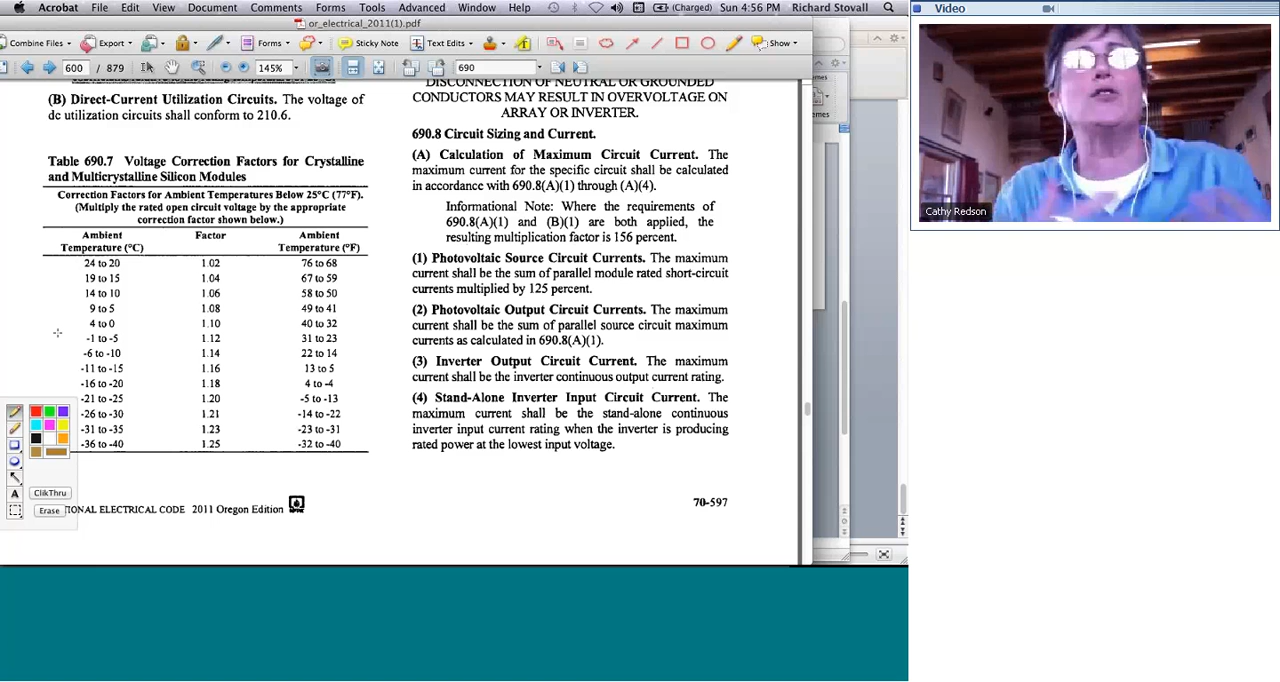 Acrobat File Edit View Document Comments Forms Tools Advanced Window Help (Charged) Sun 4:56 PM Richard Stovall
or_electrical_2011(1).pdf
Combine Files Export Forms Sticky Note Text Edits Show
600 / 879 145% 690
(B) Direct-Current Utilization Circuits. The voltage of
dc utilization circuits shall conform to 210.6.
Table 690.7 Voltage Correction Factors for Crystalline
and Multicrystalline Silicon Modules
Correction Factors for Ambient Temperatures Below 25°C (77°F).
(Multiply the rated open circuit voltage by the appropriate
correction factor shown below.)
Ambient Temperature (°C) Factor Ambient Temperature (°F)
24 to 20 1.02 76 to 68
19 to 15 1.04 67 to 59
14 to 10 1.06 58 to 50
9 to 5 1.08 49 to 41
4 to 0 1.10 40 to 32
-1 to -5 1.12 31 to 23
-6 to -10 1.14 22 to 14
-11 to -15 1.16 13 to 5
-16 to -20 1.18 4 to -4
-21 to -25 1.20 -5 to -13
-26 to -30 1.21 -14 to -22
-31 to -35 1.23 -23 to -31
-36 to -40 1.25 -32 to -40
IONAL ELECTRICAL CODE 2011 Oregon Edition
DISCONNECTION OF NEUTRAL OR GROUNDED
CONDUCTORS MAY RESULT IN OVERVOLTAGE ON
ARRAY OR INVERTER.
690.8 Circuit Sizing and Current.
(A) Calculation of Maximum Circuit Current. The
maximum current for the specific circuit shall be calculated
in accordance with 690.8(A)(1) through (A)(4).
Informational Note: Where the requirements of
690.8(A)(1) and (B)(1) are both applied, the
resulting multiplication factor is 156 percent.
(1) Photovoltaic Source Circuit Currents. The maximum
current shall be the sum of parallel module rated short-circuit
currents multiplied by 125 percent.
(2) Photovoltaic Output Circuit Currents. The maximum
current shall be the sum of parallel source circuit maximum
currents as calculated in 690.8(A)(1).
(3) Inverter Output Circuit Current. The maximum
current shall be the inverter continuous output current rating.
(4) Stand-Alone Inverter Input Circuit Current. The
maximum current shall be the stand-alone continuous
inverter input current rating when the inverter is producing
rated power at the lowest input voltage.
70-597
A
ClikThru
Erase
Video
Cathy Redson